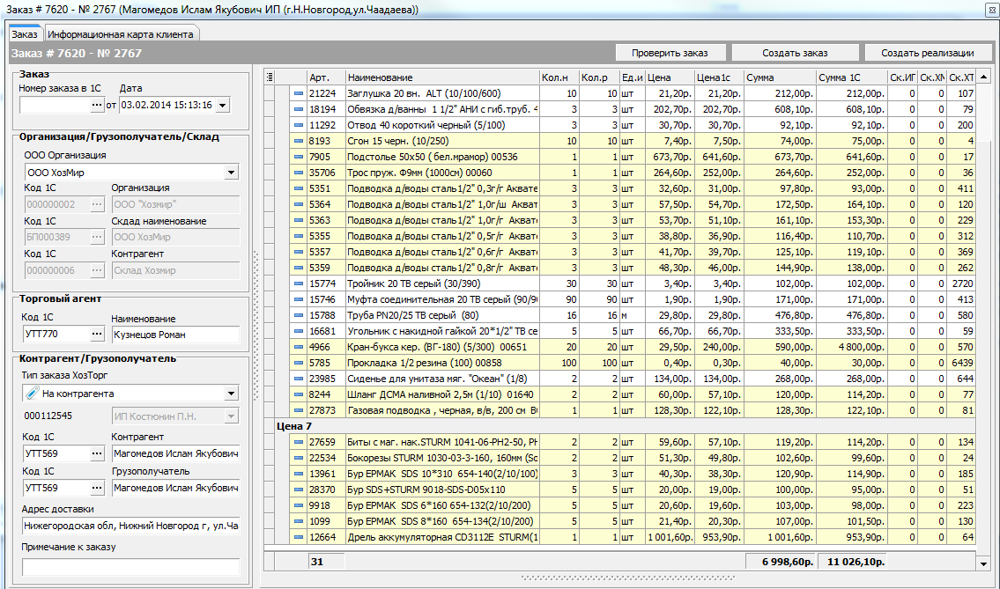 Заказ # 7620 - № 2767 (Магомедов Ислам Якубович ИП (г.Н.Новгород,ул.Чаадаева))
Заказ Информационная карта клиента
Заказ # 7620 - № 2767
Проверить заказ Создать заказ Создать реализации
Заказ
Номер заказа в 1С Дата
... от 03.02.2014 15:13:16
Организация/Грузополучатель/Склад
ООО Организация
ООО ХозМир
Код 1С Организация
000000002 ... ООО "Хозмир"
Код 1С Скдад наименование
БП000389 ... ООО ХозМир
Код 1С Контрагент
000000006 ... Склад Хозмир
Торговый агент
Код 1С Наименование
УТТ770 ... Кузнецов Роман
Контрагент/Грузополучатель
Тип заказа ХозТорг
На контрагента
000112545 ИП Костюнин П.Н.
Код 1С Контрагент
УТТ569 ... Магомедов Ислам Якубович
Код 1С Грузополучатель
УТТ569 ... Магомедов Ислам Якубович
Адрес доставки
Нижегородская обл, Нижний Новгород г, ул.Ча
Примечание к заказу
Арт. Наименование Кол.н Кол.р Ед.и Цена Цена1с Сумма Сумма 1С Ск.ИГ Ск.ХМ Ск.ХТ
21224 Заглушка 20 вн. ALT (10/100/600) 10 10 шт 21,20р. 21,20р. 212,00р. 212,00р. 0 0 107
18194 Обвязка д/ванны 1 1/2" АНИ с гиб.труб. 4 3 3 шт 202,70р. 202,70р. 608,10р. 608,10р. 0 0 79
11292 Отвод 40 короткий черный (5/100) 3 3 шт 30,70р. 30,70р. 92,10р. 92,10р. 0 0 200
8193 Сгон 15 черн. (10/250) 10 10 шт 7,40р. 7,50р. 74,00р. 75,00р. 0 0 4
7905 Подстолье 50х50 ( бел.мрамор) 00536 1 1 шт 673,70р. 641,60р. 673,70р. 641,60р. 0 0 17
35706 Трос пруж. Ф9мм (1000см) 00060 1 1 шт 264,60р. 252,00р. 264,60р. 252,00р. 0 0 36
5351 Подводка д/воды сталь1/2" 0,3г/г Аквате 3 3 шт 32,60р. 31,00р. 97,80р. 93,00р. 0 0 411
5364 Подводка д/воды сталь1/2" 1,0г/ш Акват 3 3 шт 57,50р. 54,70р. 172,50р. 164,10р. 0 0 120
5363 Подводка д/воды сталь1/2" 1,0г/г Акват 3 3 шт 53,70р. 51,10р. 161,10р. 153,30р. 0 0 229
5355 Подводка д/воды сталь1/2" 0,5г/г Акват 3 3 шт 38,80р. 36,90р. 116,40р. 110,70р. 0 0 312
5357 Подводка д/воды сталь1/2" 0,6г/г Акват 3 3 шт 41,70р. 39,70р. 125,10р. 119,10р. 0 0 369
5359 Подводка д/воды сталь1/2" 0,8г/г Акват 3 3 шт 48,30р. 46,00р. 144,90р. 138,00р. 0 0 262
15774 Тройник 20 ТВ серый (30/390) 30 30 шт 3,40р. 3,40р. 102,00р. 102,00р. 0 0 2720
15746 Муфта соединительная 20 ТВ серый (90/9 90 90 шт 1,90р. 1,90р. 171,00р. 171,00р. 0 0 413
15788 Труба PN20/25 ТВ серый (80) 16 16 м 29,80р. 29,80р. 476,80р. 476,80р. 0 0 580
16681 Угольник с накидной гайкой 20*1/2" ТВ се 5 5 шт 66,70р. 66,70р. 333,50р. 333,50р. 0 0 59
4966 Кран-букса кер. (ВГ-180) (5/300) 00651 20 20 шт 29,50р. 240,00р. 590,00р. 4 800,00р. 0 0 570
5785 Прокладка 1/2 резина (100) 00858 100 100 шт 0,40р. 0,30р. 40,00р. 30,00р. 0 0 6439
23985 Сиденье для унитаза мяг. "Океан" (1/8) 2 2 шт 134,00р. 134,00р. 268,00р. 268,00р. 0 0 644
8244 Шланг ДСМА наливной 2,5м (1/10) 01640 2 2 шт 60,00р. 57,10р. 120,00р. 114,20р. 0 0 77
27873 Газовая подводка , черная, в/в, 200 см 1 1 шт 128,30р. 122,10р. 128,30р. 122,10р. 0 0 81
Цена 7
27659 Биты с маг. нак.STURM 1041-06-PH2-50, PH 2 2 шт 59,60р. 57,10р. 119,20р. 114,20р. 0 0 134
22534 Бокорезы STURM 1030-03-3-160, 160мм (Sc 2 2 шт 51,30р. 49,80р. 102,60р. 99,60р. 0 0 24
13961 Бур ЕРМАК SDS 10*310 654-140(2/10/100) 3 3 шт 40,30р. 38,30р. 120,90р. 114,90р. 0 0 185
28370 Бур SDS+STURM 9018-SDS-D05x110 5 5 шт 20,00р. 19,00р. 100,00р. 95,00р. 0 0 51
9918 Бур ЕРМАК SDS 6*160 654-132(2/10/200) 5 5 шт 20,60р. 19,60р. 103,00р. 98,00р. 0 0 223
1099 Бур ЕРМАК SDS 8*160 654-134(2/10/200) 5 5 шт 21,40р. 20,30р. 107,00р. 101,50р. 0 0 130
12664 Дрель аккумуляторная CD3112E STURM(1 1 1 шт 1 001,60р. 953,90р. 1 001,60р. 953,90р. 0 0 64
31 6 998,60р. 11 026,10р.